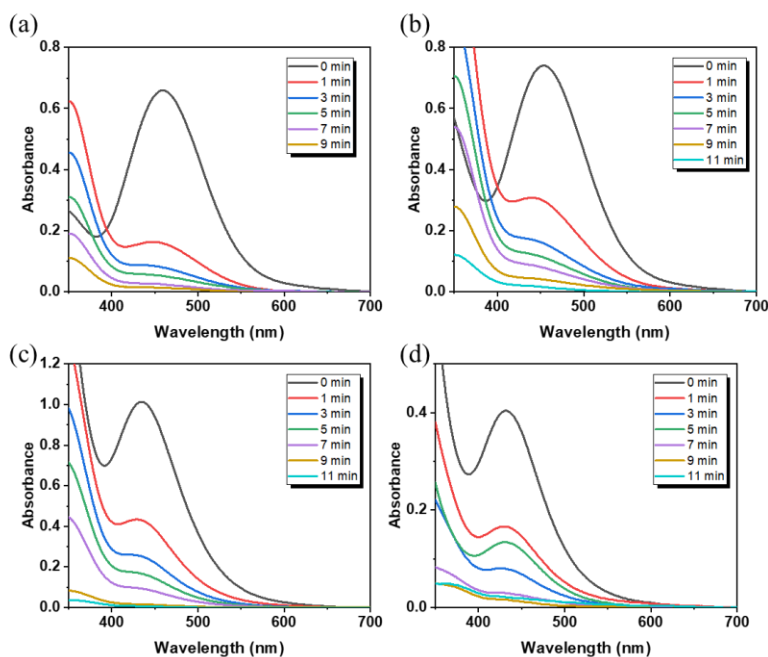 (a)
0.8
0.6
0.4
0.2
0.0
Absorbance
400 500 600 700
Wavelength (nm)
0 min
1 min
3 min
5 min
7 min
9 min
(b)
0.8
0.6
0.4
0.2
0.0
Absorbance
400 500 600 700
Wavelength (nm)
0 min
1 min
3 min
5 min
7 min
9 min
11 min
(c)
1.2
1.0
0.8
0.6
0.4
0.2
0.0
Absorbance
400 500 600 700
Wavelength (nm)
0 min
1 min
3 min
5 min
7 min
9 min
11 min
(d)
0.4
0.2
0.0
Absorbance
400 500 600 700
Wavelength (nm)
0 min
1 min
3 min
5 min
7 min
9 min
11 min